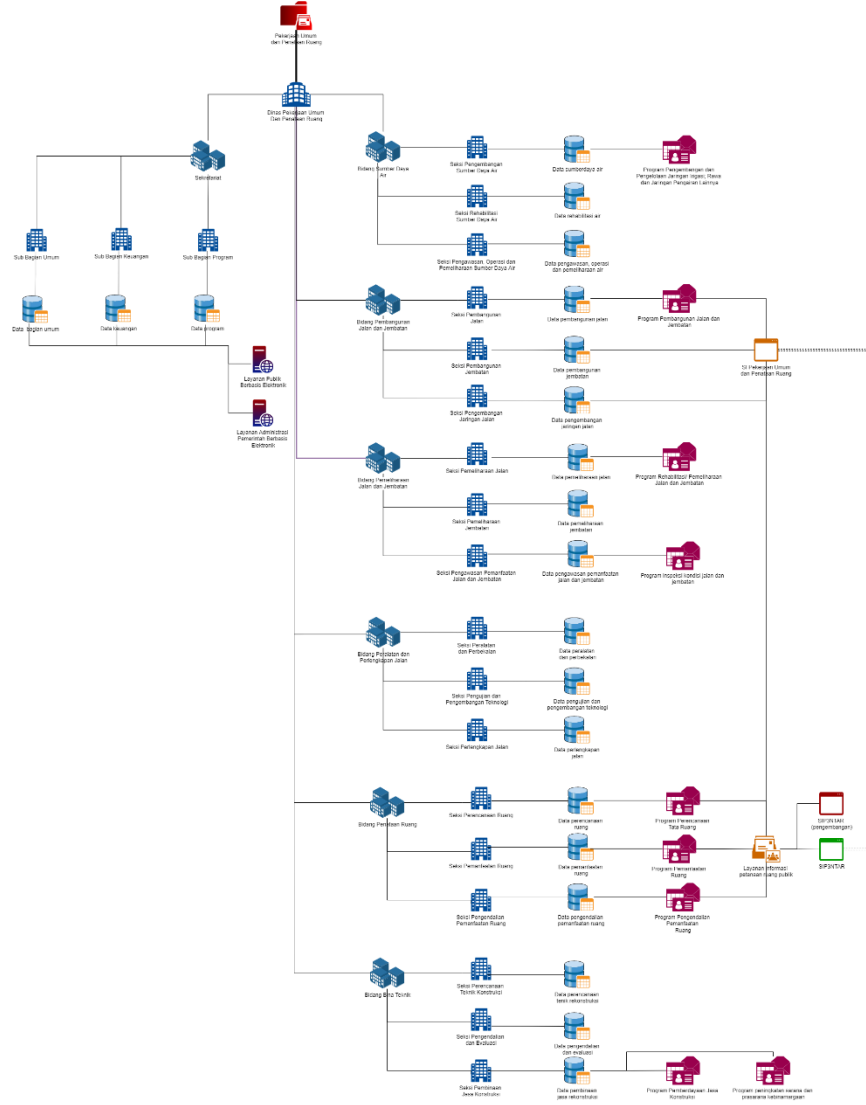 Pekerjaan Umum
dan Penataan Ruang
Dinas Pekerjaan Umum
Dan Penataan Ruang
Sekretariat
Sub Bagian Umum
Sub Bagian Keuangan
Sub Bagian Program
Data bagian umum
Data keuangan
Data program
Layanan Publik
Berbasis Elektronik
Layanan Administrasi
Pemerintan Berbasis
Elektronik
Bidang Sumber Daya
Air
Seksi Pengembangan
Sumber Daya Air
Data sumberdaya air
Program Pengembangan dan
Pengelolaan Jaringan Irigasi, Rawa
dan Jaringan Pengairan Lainnya
Seksi Rehabilitasi
Sumber Daya Air
Data rehabilitasi air
Seksi Pengawasan, Operasi dan
Pemeliharaan Sumber Daya Air
Data pengawasan, operasi
dan pemeliharaan air
Bidang Pembangunan
Jalan dan Jembatan
Seksi Pembangunan
Jalan
Data pembangunan jalan
Program Pembangunan Jalan dan
Jembatan
Seksi Pembangunan
Jembatan
Data pembangunan
jembatan
SI Pekerjaan Umum
dan Penataan Ruang
Seksi Pengembangan
Jaringan Jalan
Data pengembangan
jaringan jalan
Bidang Pemeliharaan
Jalan dan Jembatan
Seksi Pemeliharaan Jalan
Data pemeliharaan jalan
Program Rehabilitasi Pemeliharaan
Jalan dan Jembatan
Seksi Pemeliharaan
Jembatan
Data pemeliharaan
jembatan
Seksi Pengawasan Pemanfaatan
Jalan dan Jembatan
Data pengawasan pemanfaatan
jalan dan jembatan
Program inspeksi kondisi jalan dan
jembatan
Bidang Peralatan dan
Perlengkapan Jalan
Seksi Peralatan
dan Perbekalan
Data peralatan
dan perbekalan
Seksi Pengujian dan
Pengembangan Teknologi
Data pengujian dan
pengembangan teknologi
Seksi Perlengkapan Jalan
Data perlengkapan
jalan
Bidang Penataan Ruang
Seksi Perencanaan Ruang
Data perencanaan
ruang
Program Perencanaan
Tata Ruang
SIP3NTAR
(pengembangan)
Seksi Pemanfaatan Ruang
Data pemanfaatan
ruang
Program Pemanfaatan
Ruang
Layanan informasi
penataan ruang publik
SIP3NTAR
Seksi Pengendalian
Pemanfaatan Ruang
Data pengendalian
pemanfaatan ruang
Program Pengendalian
Pemanfaatan
Ruang
Bidang Bina Teknik
Seksi Perencanaan
Teknik Konstruksi
Data perencanaan
tenik rekonstruksi
Seksi Pengendalian
dan Evaluasi
Data pengendalian
dan evaluasi
Seksi Pembinaan
Jasa Konstruksi
Data pembinaan
jasa rekonstruksi
Program Pemberdayaan Jasa
Konstruksi
Program peningkatan sarana dan
prasarana kebinamargaan